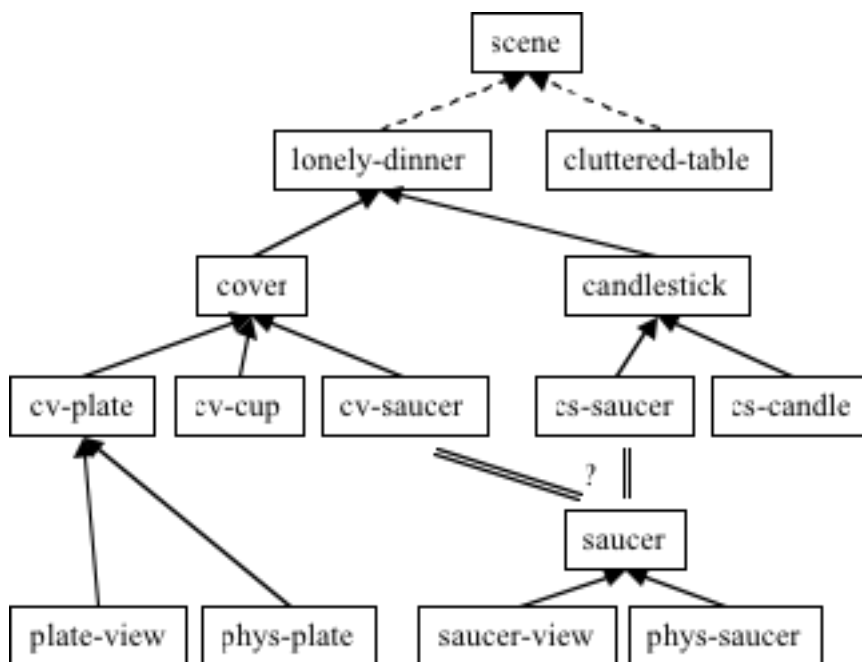 scene
lonely-dinner
cluttered-table
cover
candlestick
cv-plate
cv-cup
cv-saucer
cs-saucer
cs-candle
?
saucer
plate-view
phys-plate
saucer-view
phys-saucer